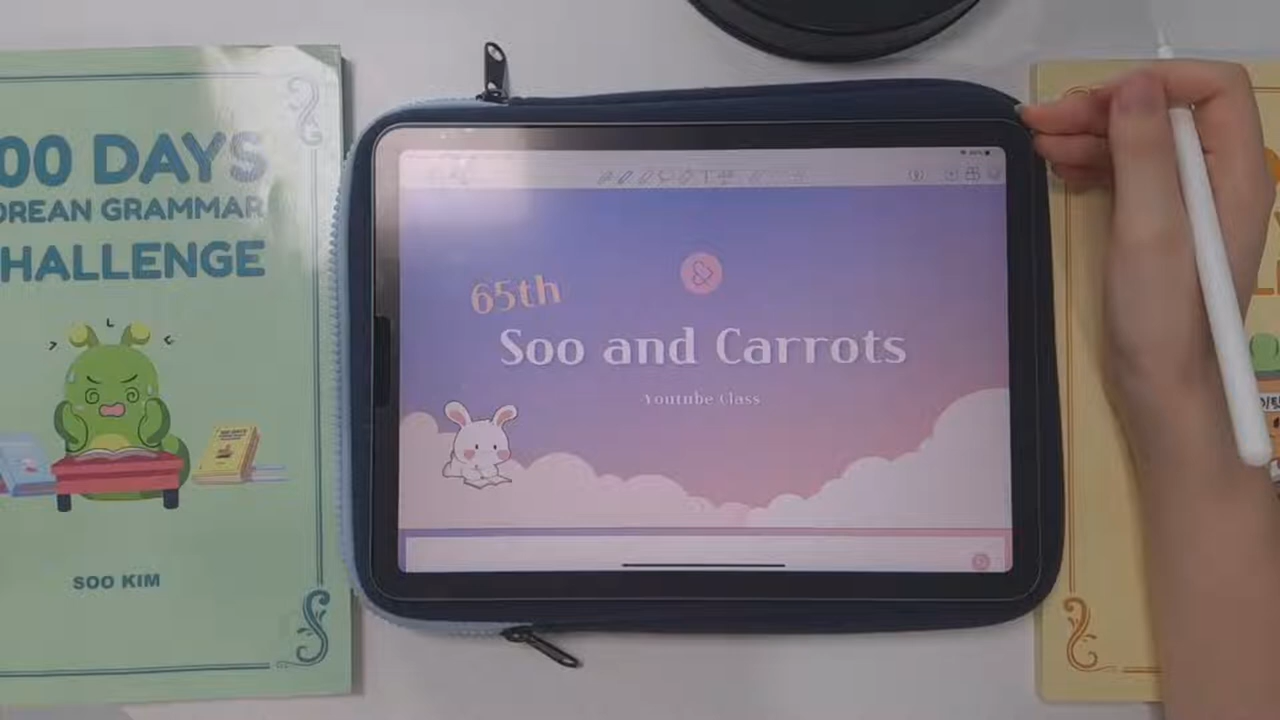 00 DAYS
OREAN GRAMMAR
HALLENGE
SOO KIM
65th
&
Soo and Carrots
Youtube Class